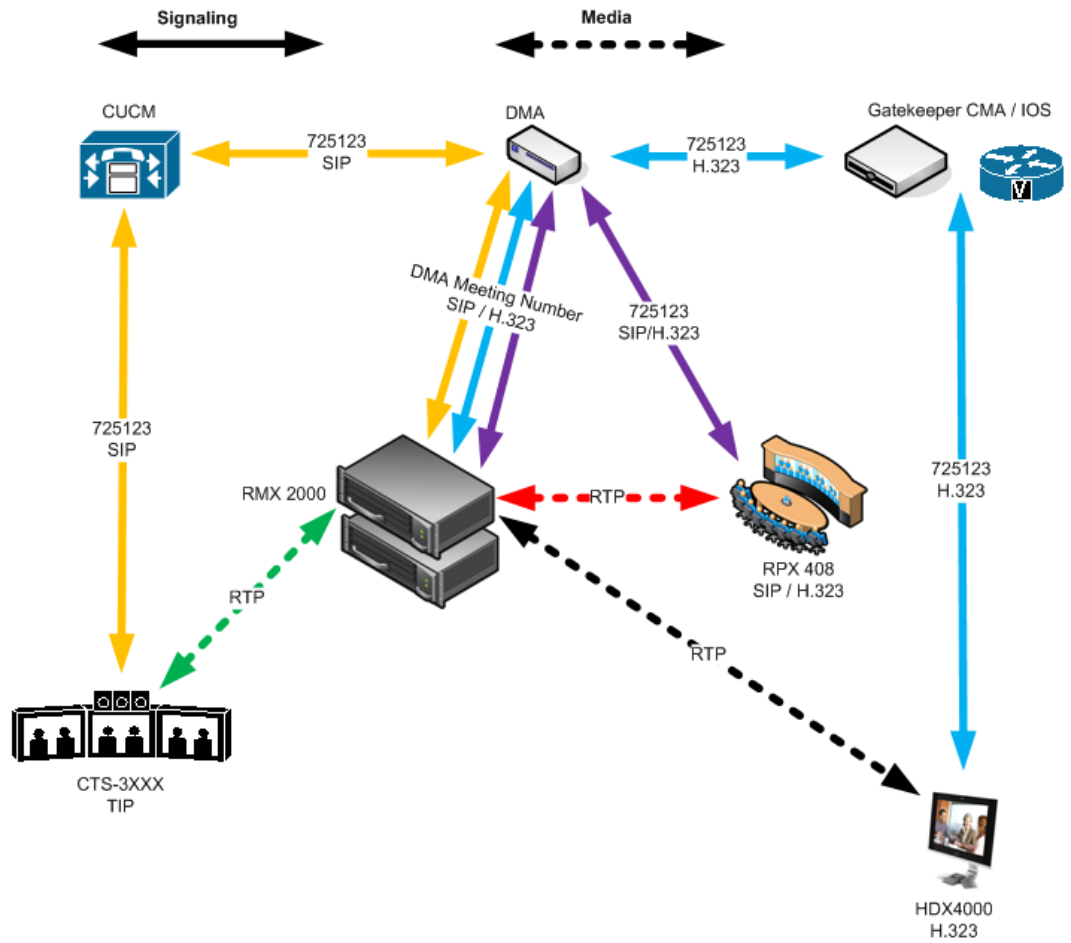 Signaling
Media
CUCM
DMA
Gatekeeper CMA / IOS
725123
SIP
725123
H.323
V
DMA Meeting Number
SIP / H.323
725123
SIP/H.323
725123
SIP
725123
H.323
RMX 2000
RTP
RPX 408
SIP / H.323
RTP
RTP
CTS-3XXX
TIP
HDX4000
H.323